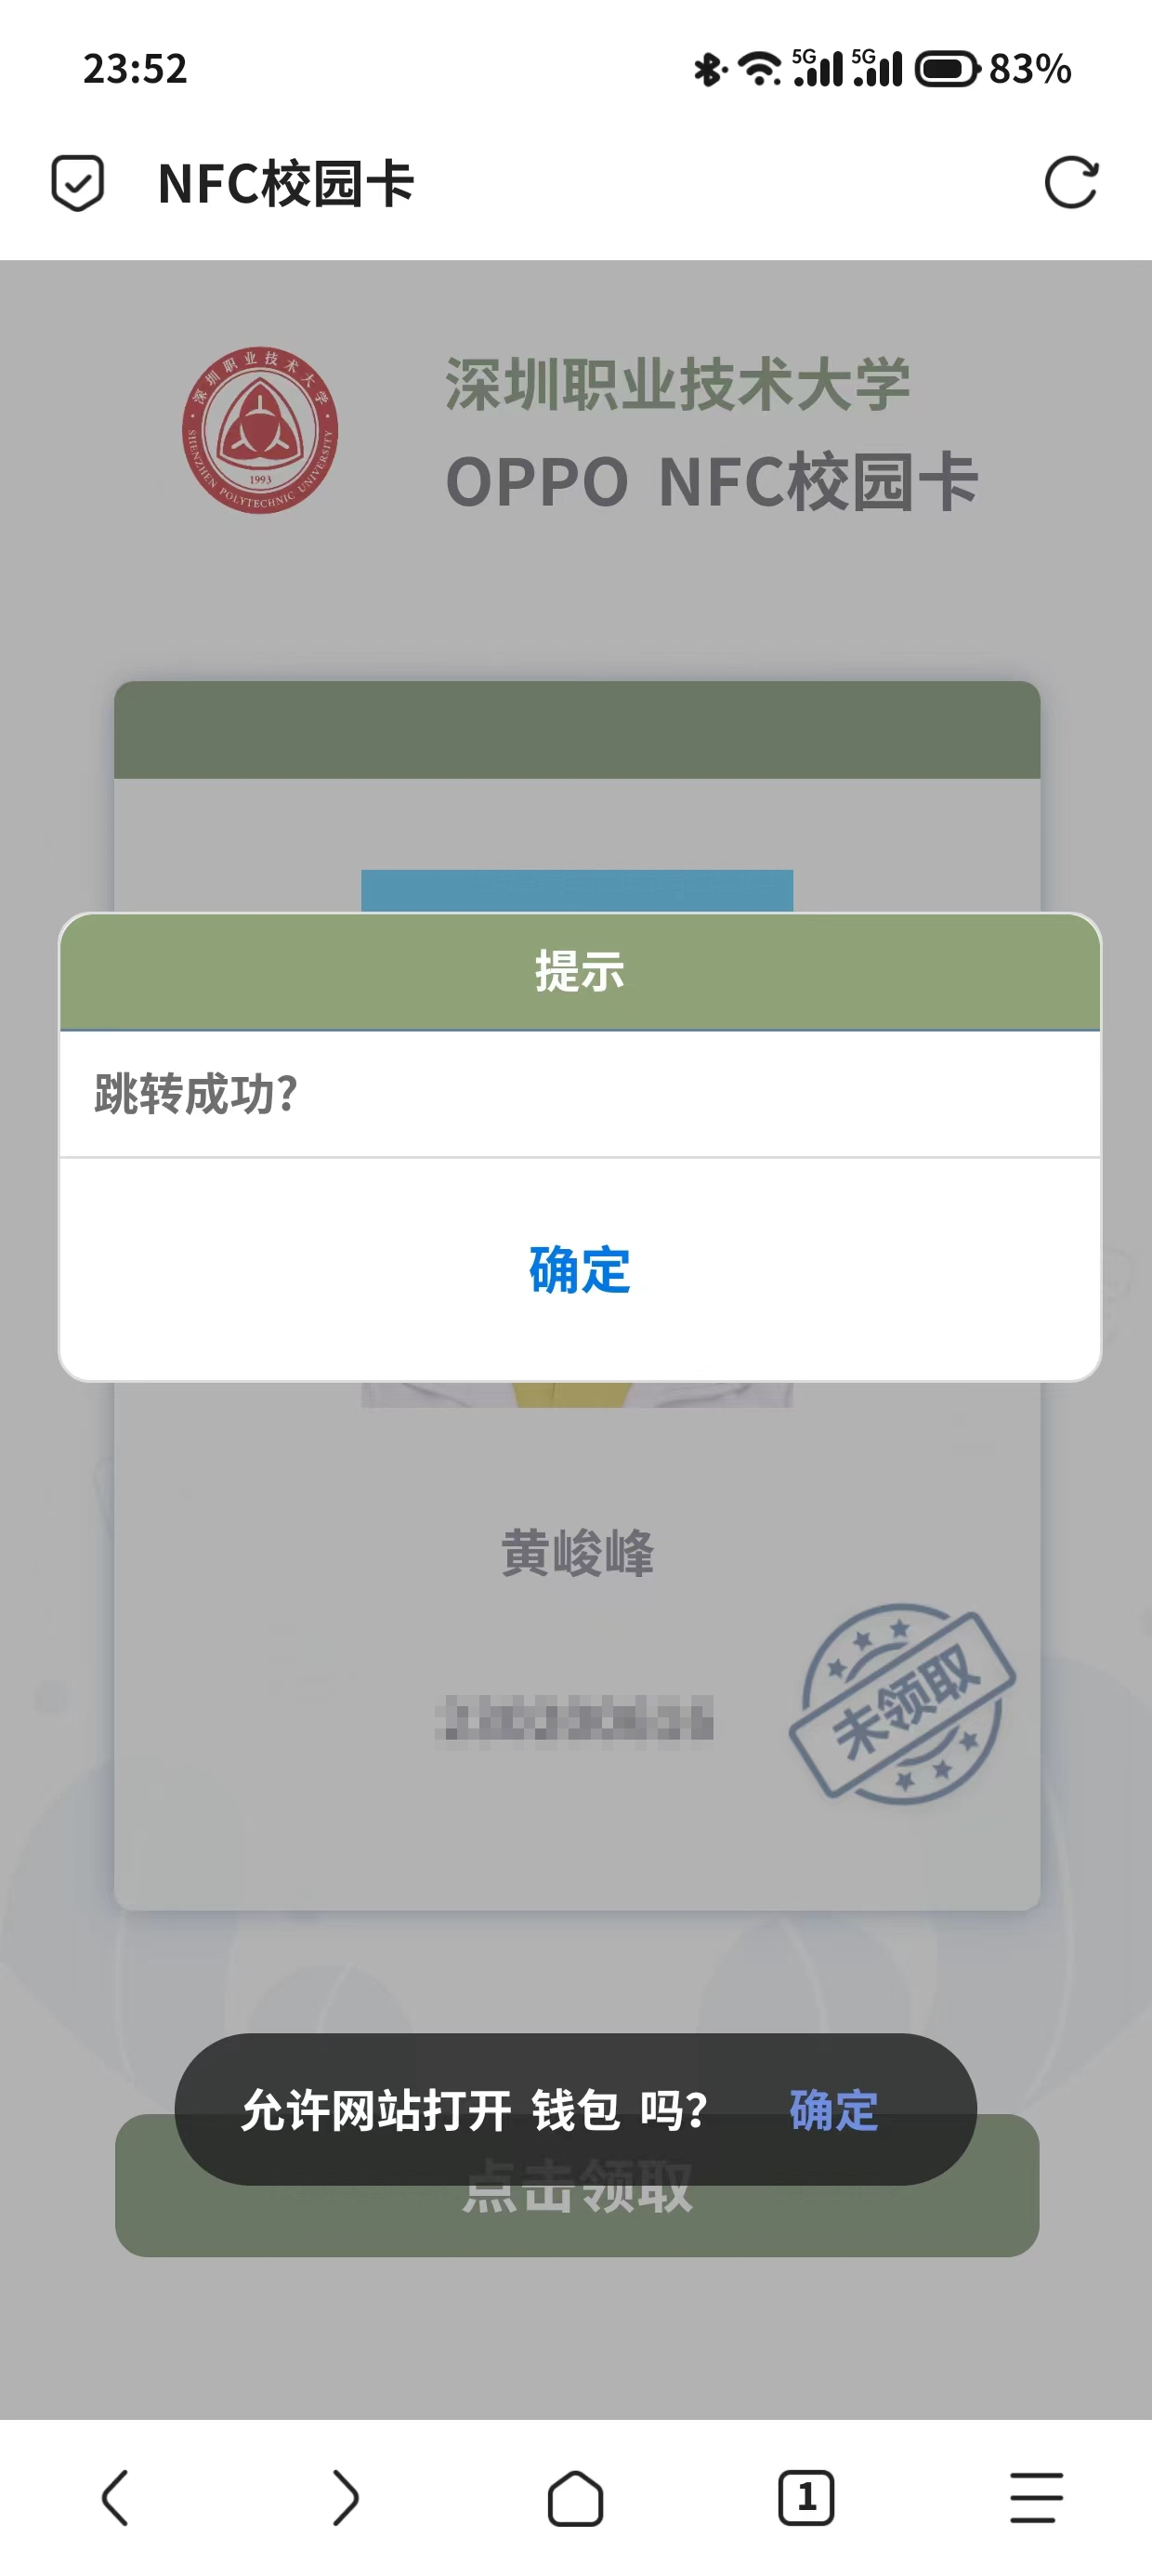 23:52
5G 5G 83%
NFC校园卡
深圳职业技术大学
SHENZHEN POLYTECHNIC UNIVERSITY
1993
深圳职业技术大学
OPPO NFC校园卡
提示
跳转成功?
确定
黄峻峰
未领取
允许网站打开 钱包 吗? 确定
点击领取
1